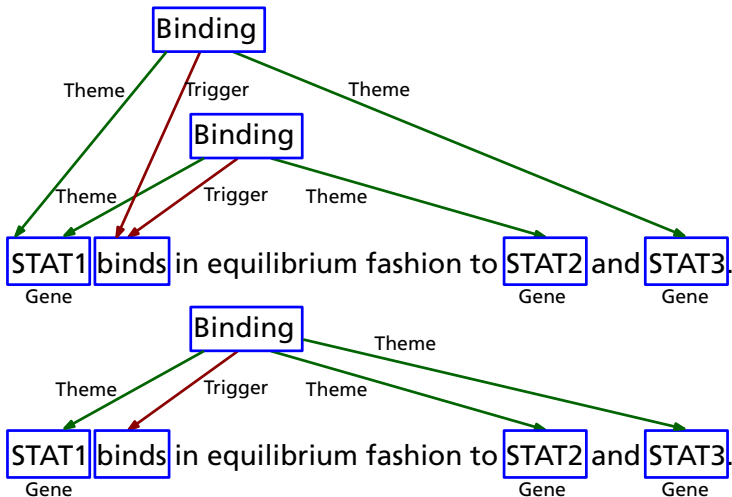 Binding
Theme Trigger Theme
Binding
Theme Trigger Theme
STAT1 binds in equilibrium fashion to STAT2 and STAT3.
Gene Gene Gene
Binding
Theme
Theme Trigger Theme
STAT1 binds in equilibrium fashion to STAT2 and STAT3.
Gene Gene Gene